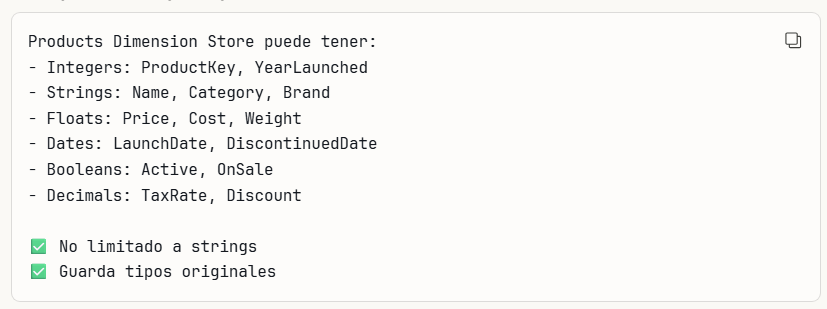 Products Dimension Store puede tener:
- Integers: ProductKey, YearLaunched
- Strings: Name, Category, Brand
- Floats: Price, Cost, Weight
- Dates: LaunchDate, DiscontinuedDate
- Booleans: Active, OnSale
- Decimals: TaxRate, Discount
✅ No limitado a strings
✅ Guarda tipos originales